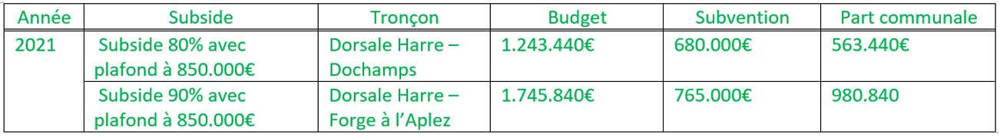 Année Subside Tronçon Budget Subvention Part communale
2021 Subside 80% avec Dorsale Harre – 1.243.440€ 680.000€ 563.440€
plafond à 850.000€ Dochamps
Subside 90% avec Dorsale Harre – 1.745.840€ 765.000€ 980.840
plafond à 850.000€ Forge à l’Aplez